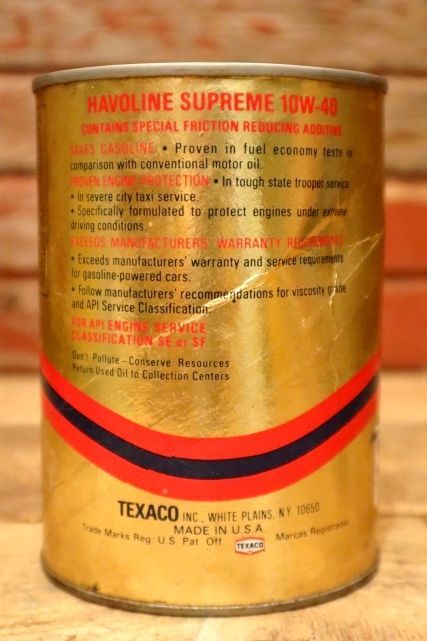 HAVOLINE SUPREME 10W-40
CONTAINS SPECIAL FRICTION REDUCING ADDITIVE
SAVES GASOLINE • Proven in fuel economy tests in
comparison with conventional motor oil.
PROVEN ENGINE PROTECTION • In tough state trooper service
• In severe city taxi service.
• Specifically formulated to protect engines under extreme
driving conditions.
EXCEEDS MANUFACTURERS' WARRANTY REQUIREMENTS
• Exceeds manufacturers' warranty and service requirements
for gasoline-powered cars.
• Follow manufacturers' recommendations for viscosity grade
and API Service Classification.
FOR API ENGINE SERVICE
CLASSIFICATION SE or SF
Don't Pollute – Conserve Resources
Return Used Oil to Collection Centers
TEXACO INC., WHITE PLAINS, N.Y. 10650
MADE IN U.S.A.
Trade Marks Reg. U.S. Pat. Off. TEXACO Marcas Registradas